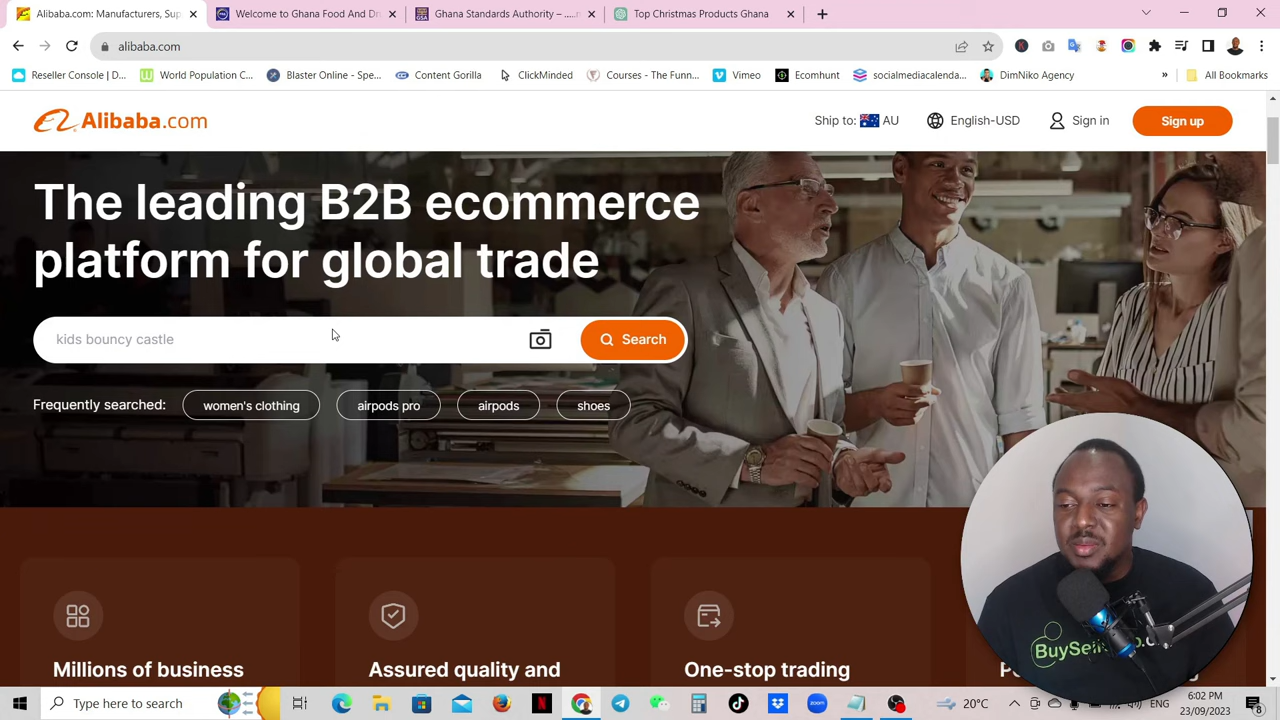 Alibaba.com: Manufacturers, Sup
Welcome to Ghana Food And Dr
Ghana Standards Authority – .....n
Top Christmas Products Ghana
alibaba.com
Reseller Console | D...
World Population C...
Blaster Online - Spe...
Content Gorilla
ClickMinded
Courses - The Funn...
Vimeo
Ecomhunt
socialmediacalenda...
DimNiko Agency
»
All Bookmarks
Alibaba.com
Ship to: AU
English-USD
Sign in
Sign up
The leading B2B ecommerce
platform for global trade
kids bouncy castle
Search
Frequently searched:
women's clothing
airpods pro
airpods
shoes
Millions of business
Assured quality and
One-stop trading
BuySell
Type here to search
20°C
ENG
6:02 PM
23/09/2023
8